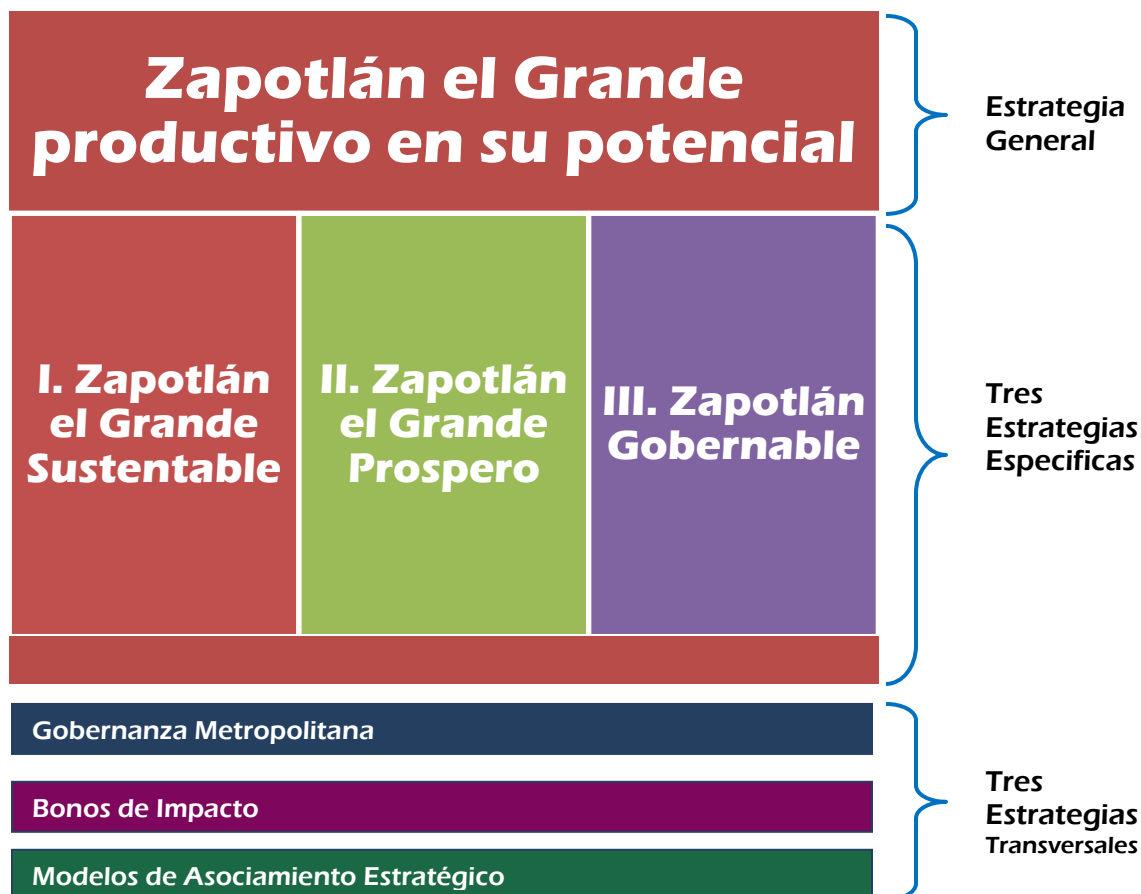 Zapotlán el Grande
productivo en su potencial
Estrategia
General
I. Zapotlán
el Grande
Sustentable
II. Zapotlán
el Grande
Prospero
III. Zapotlán
Gobernable
Tres
Estrategias
Especificas
Gobernanza Metropolitana
Bonos de Impacto
Modelos de Asociamiento Estratégico
Tres
Estrategias
Transversales